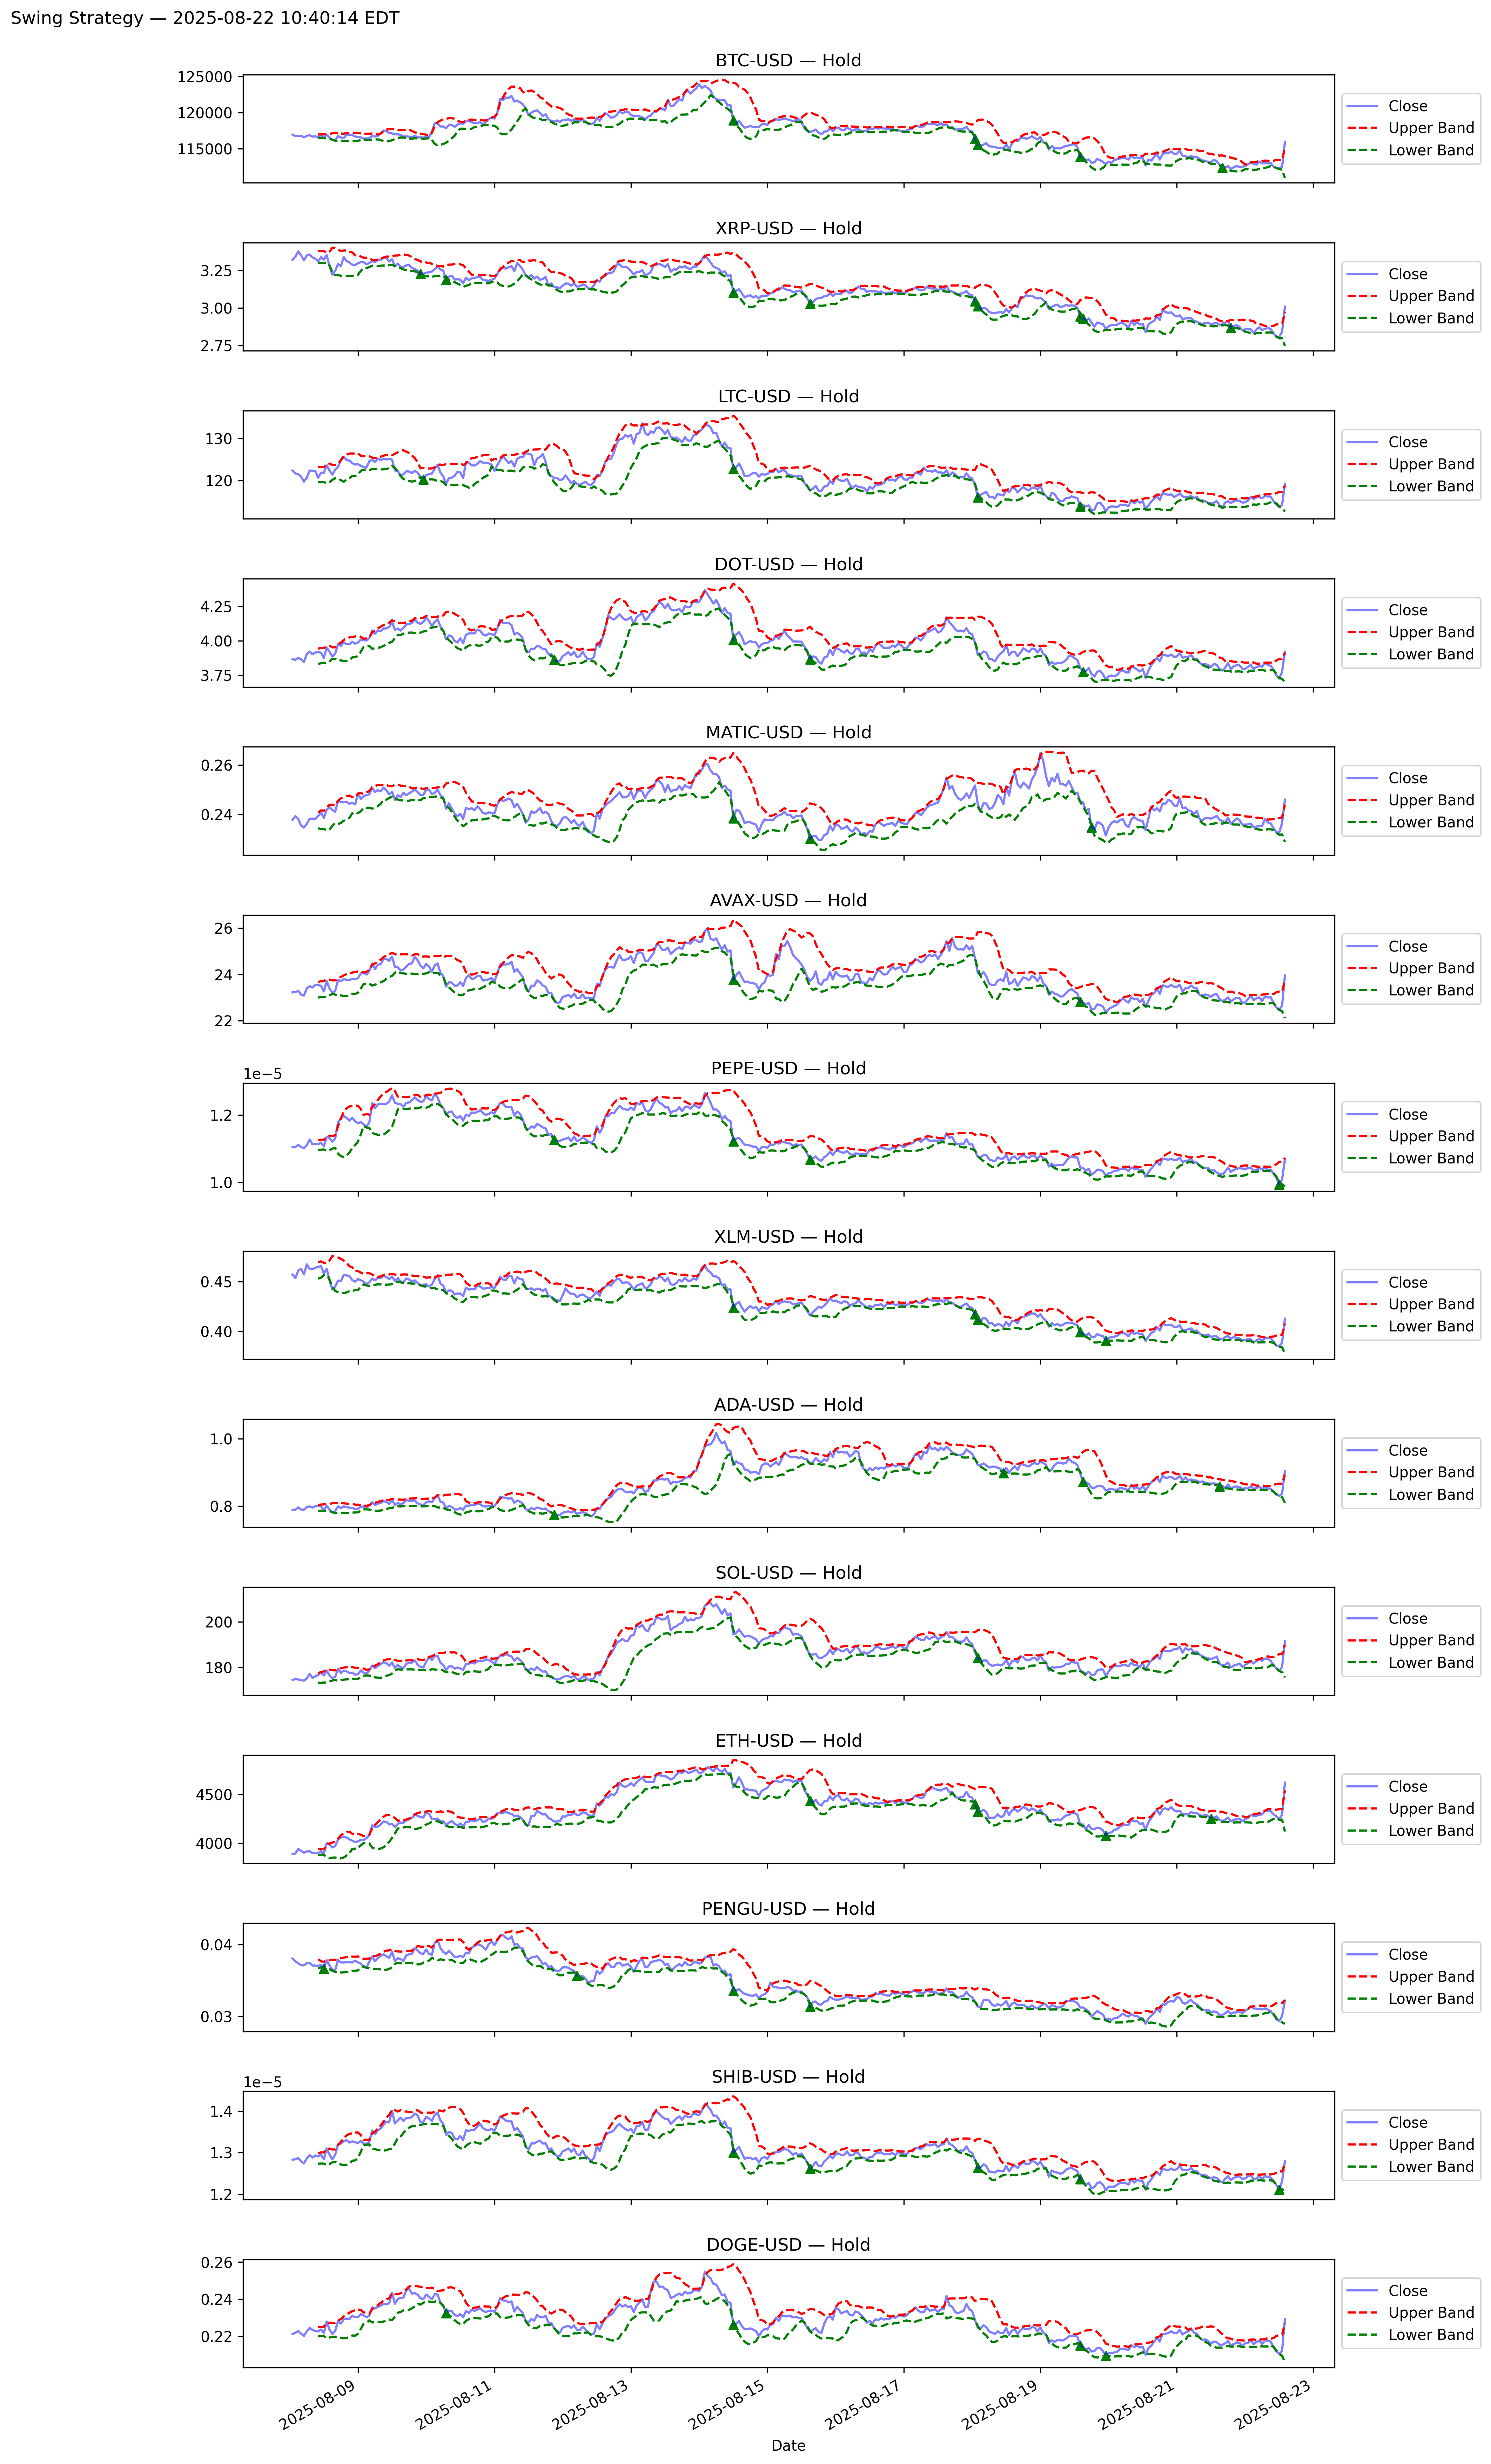 Swing Strategy — 2025-08-22 10:40:14 EDT
BTC-USD — Hold
125000
120000
115000
Close
Upper Band
Lower Band
XRP-USD — Hold
3.25
3.00
2.75
Close
Upper Band
Lower Band
LTC-USD — Hold
130
120
Close
Upper Band
Lower Band
DOT-USD — Hold
4.25
4.00
3.75
Close
Upper Band
Lower Band
MATIC-USD — Hold
0.26
0.24
Close
Upper Band
Lower Band
AVAX-USD — Hold
26
24
22
Close
Upper Band
Lower Band
PEPE-USD — Hold
1e−5
1.2
1.0
Close
Upper Band
Lower Band
XLM-USD — Hold
0.45
0.40
Close
Upper Band
Lower Band
ADA-USD — Hold
1.0
0.8
Close
Upper Band
Lower Band
SOL-USD — Hold
200
180
Close
Upper Band
Lower Band
ETH-USD — Hold
4500
4000
Close
Upper Band
Lower Band
PENGU-USD — Hold
0.04
0.03
Close
Upper Band
Lower Band
SHIB-USD — Hold
1e−5
1.4
1.3
1.2
Close
Upper Band
Lower Band
DOGE-USD — Hold
0.26
0.24
0.22
Close
Upper Band
Lower Band
2025-08-09
2025-08-11
2025-08-13
2025-08-15
2025-08-17
2025-08-19
2025-08-21
2025-08-23
Date